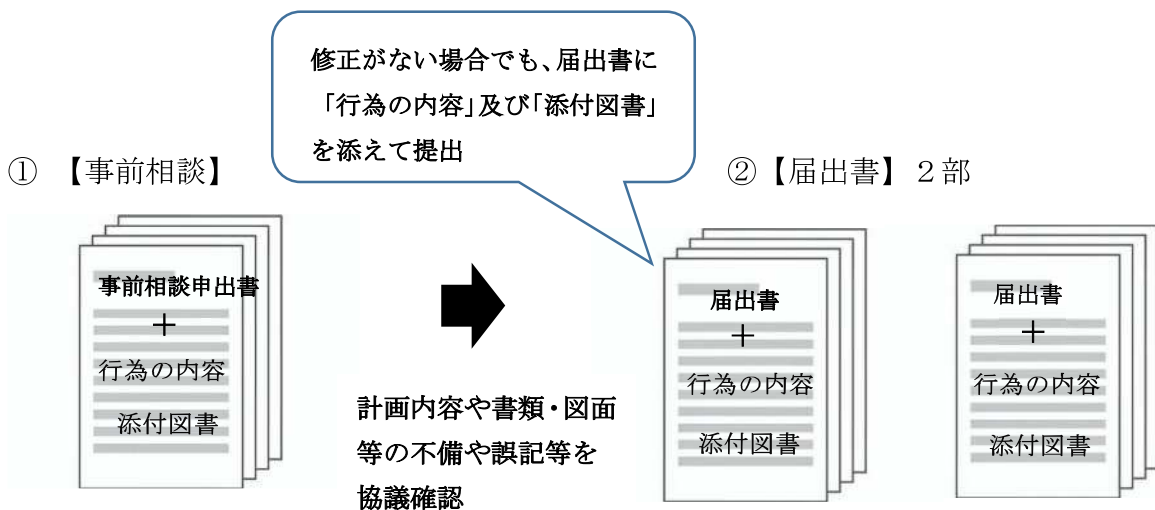 修正がない場合でも、届出書に
「行為の内容」及び「添付図書」
を添えて提出
① 【事前相談】
②【届出書】２部
事前相談申出書
＋
行為の内容
添付図書
計画内容や書類・図面
等の不備や誤記等を
協議確認
届出書
＋
行為の内容
添付図書
届出書
＋
行為の内容
添付図書